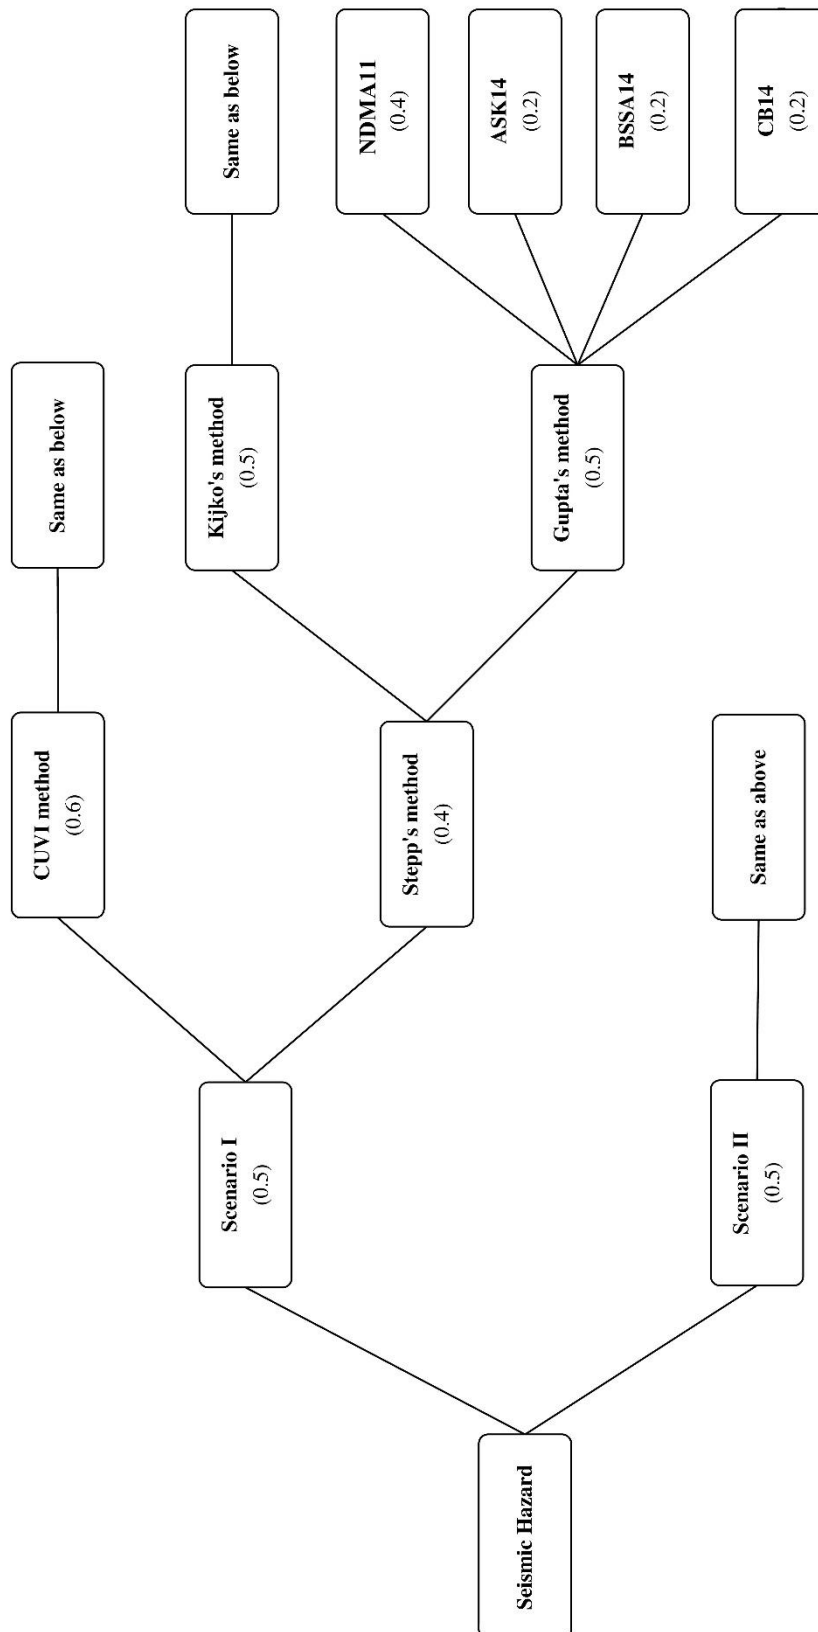 Seismic Hazard
Scenario I
(0.5)
Scenario II
(0.5)
CUVI method
(0.6)
Stepp's method
(0.4)
Same as above
Same as below
Kijko's method
(0.5)
Gupta's method
(0.5)
Same as below
NDMA11
(0.4)
ASK14
(0.2)
BSSA14
(0.2)
CB14
(0.2)